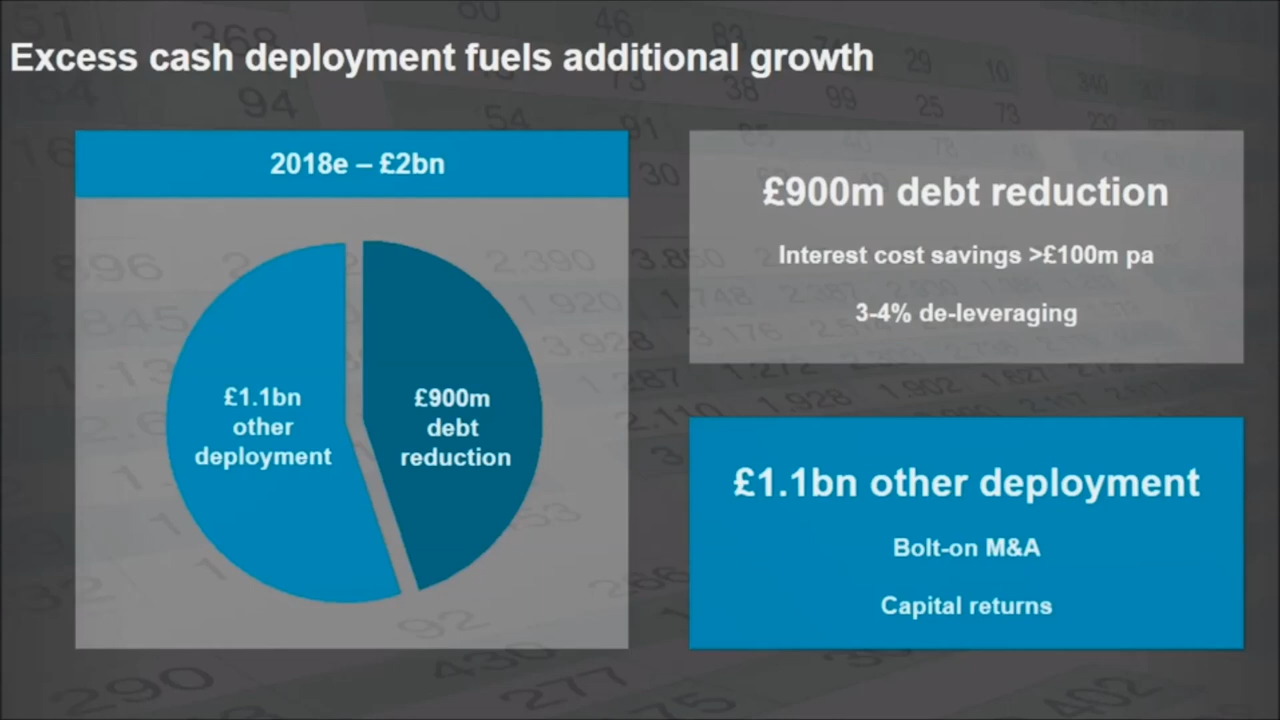 Excess cash deployment fuels additional growth
2018e – £2bn
£1.1bn
other
deployment
£900m
debt
reduction
£900m debt reduction
Interest cost savings >£100m pa
3-4% de-leveraging
£1.1bn other deployment
Bolt-on M&A
Capital returns